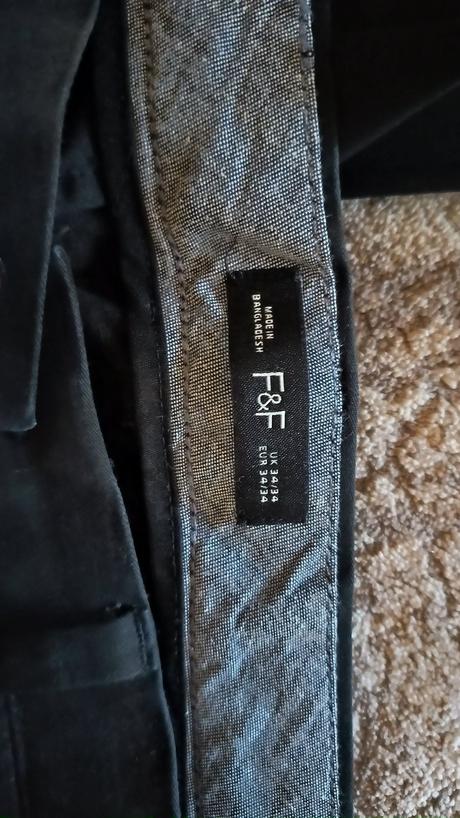 MADE IN
BANGLADESH
F&F
UK 34/34
EUR 34/34